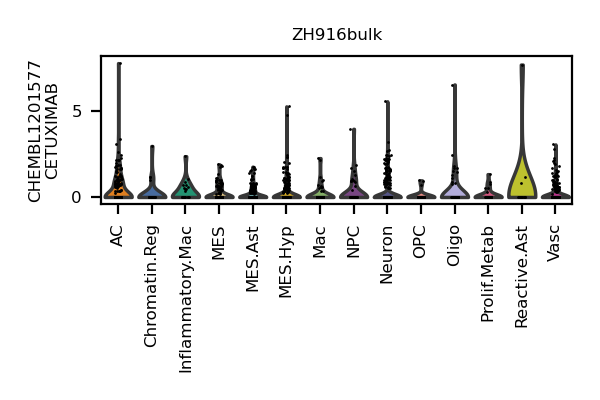 ZH916bulk
CHEMBL1201577
CETUXIMAB
5
0
AC
Chromatin.Reg
Inflammatory.Mac
MES
MES.Ast
MES.Hyp
Mac
NPC
Neuron
OPC
Oligo
Prolif.Metab
Reactive.Ast
Vasc